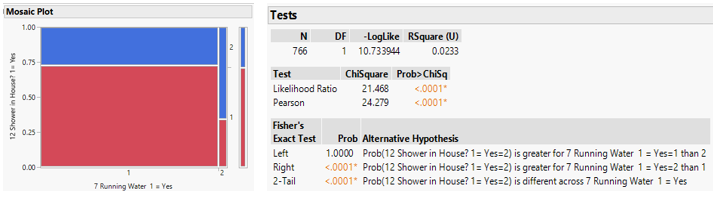 Mosaic Plot
1.00
0.75
0.50
0.25
0.00
12 Shower in House? 1= Yes
2
1
1
2
7 Running Water 1 = Yes
Tests
N DF -LogLike RSquare (U)
766 1 10.733944 0.0233
Test ChiSquare Prob>ChiSq
Likelihood Ratio 21.468 <.0001*
Pearson 24.279 <.0001*
Fisher's
Exact Test Prob Alternative Hypothesis
Left 1.0000 Prob(12 Shower in House? 1= Yes=2) is greater for 7 Running Water 1 = Yes=1 than 2
Right <.0001* Prob(12 Shower in House? 1= Yes=2) is greater for 7 Running Water 1 = Yes=2 than 1
2-Tail <.0001* Prob(12 Shower in House? 1= Yes=2) is different across 7 Running Water 1 = Yes